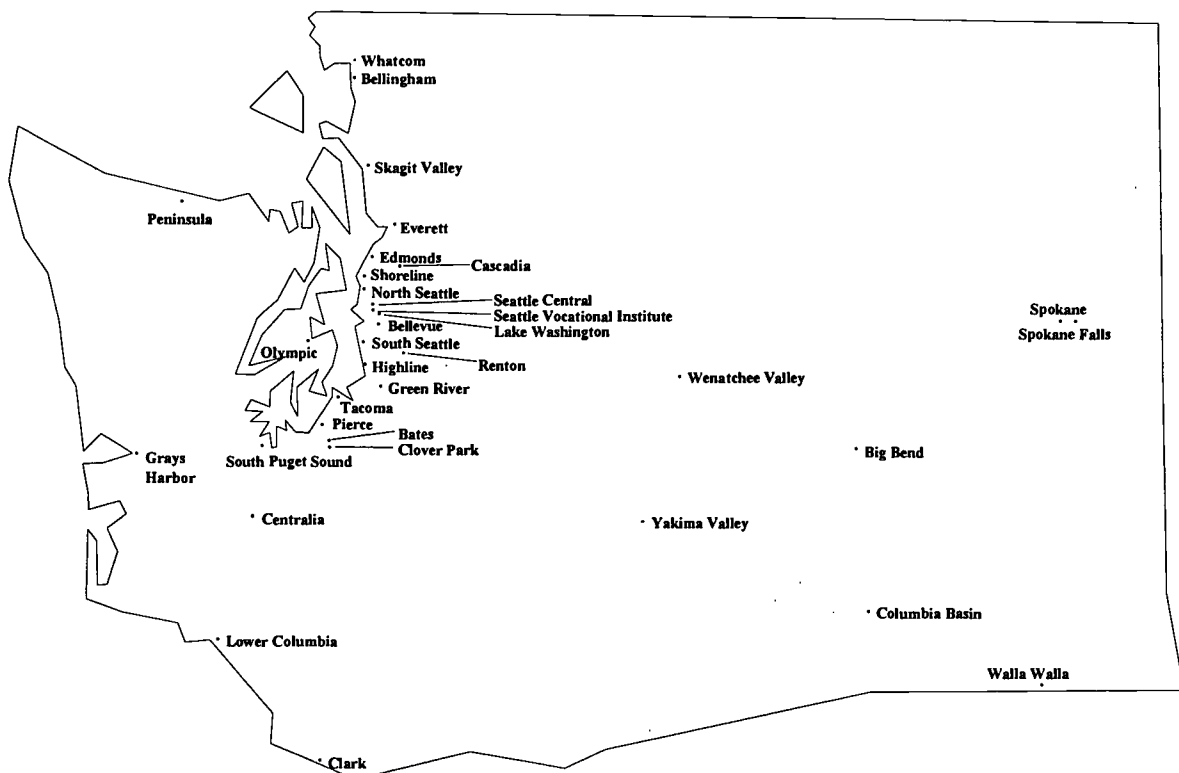 Whatcom
Bellingham
Skagit Valley
Peninsula
Everett
Edmonds
Cascadia
Shoreline
North Seattle
Seattle Central
Seattle Vocational Institute
Lake Washington
Bellevue
Spokane
Spokane Falls
South Seattle
Olympic
Highline
Renton
Wenatchee Valley
Green River
Tacoma
Pierce
Bates
Clover Park
Grays
Harbor
South Puget Sound
Big Bend
Centralia
Yakima Valley
Columbia Basin
Lower Columbia
Walla Walla
Clark